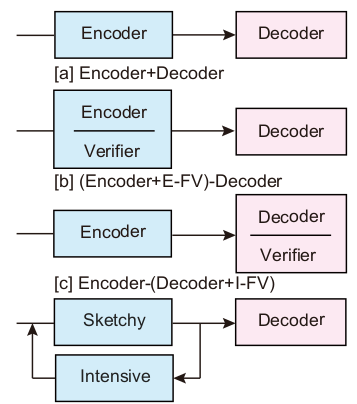 Encoder
Decoder
[a] Encoder+Decoder
Encoder
Verifier
Decoder
[b] (Encoder+E-FV)-Decoder
Encoder
Decoder
Verifier
[c] Encoder-(Decoder+I-FV)
Sketchy
Decoder
Intensive